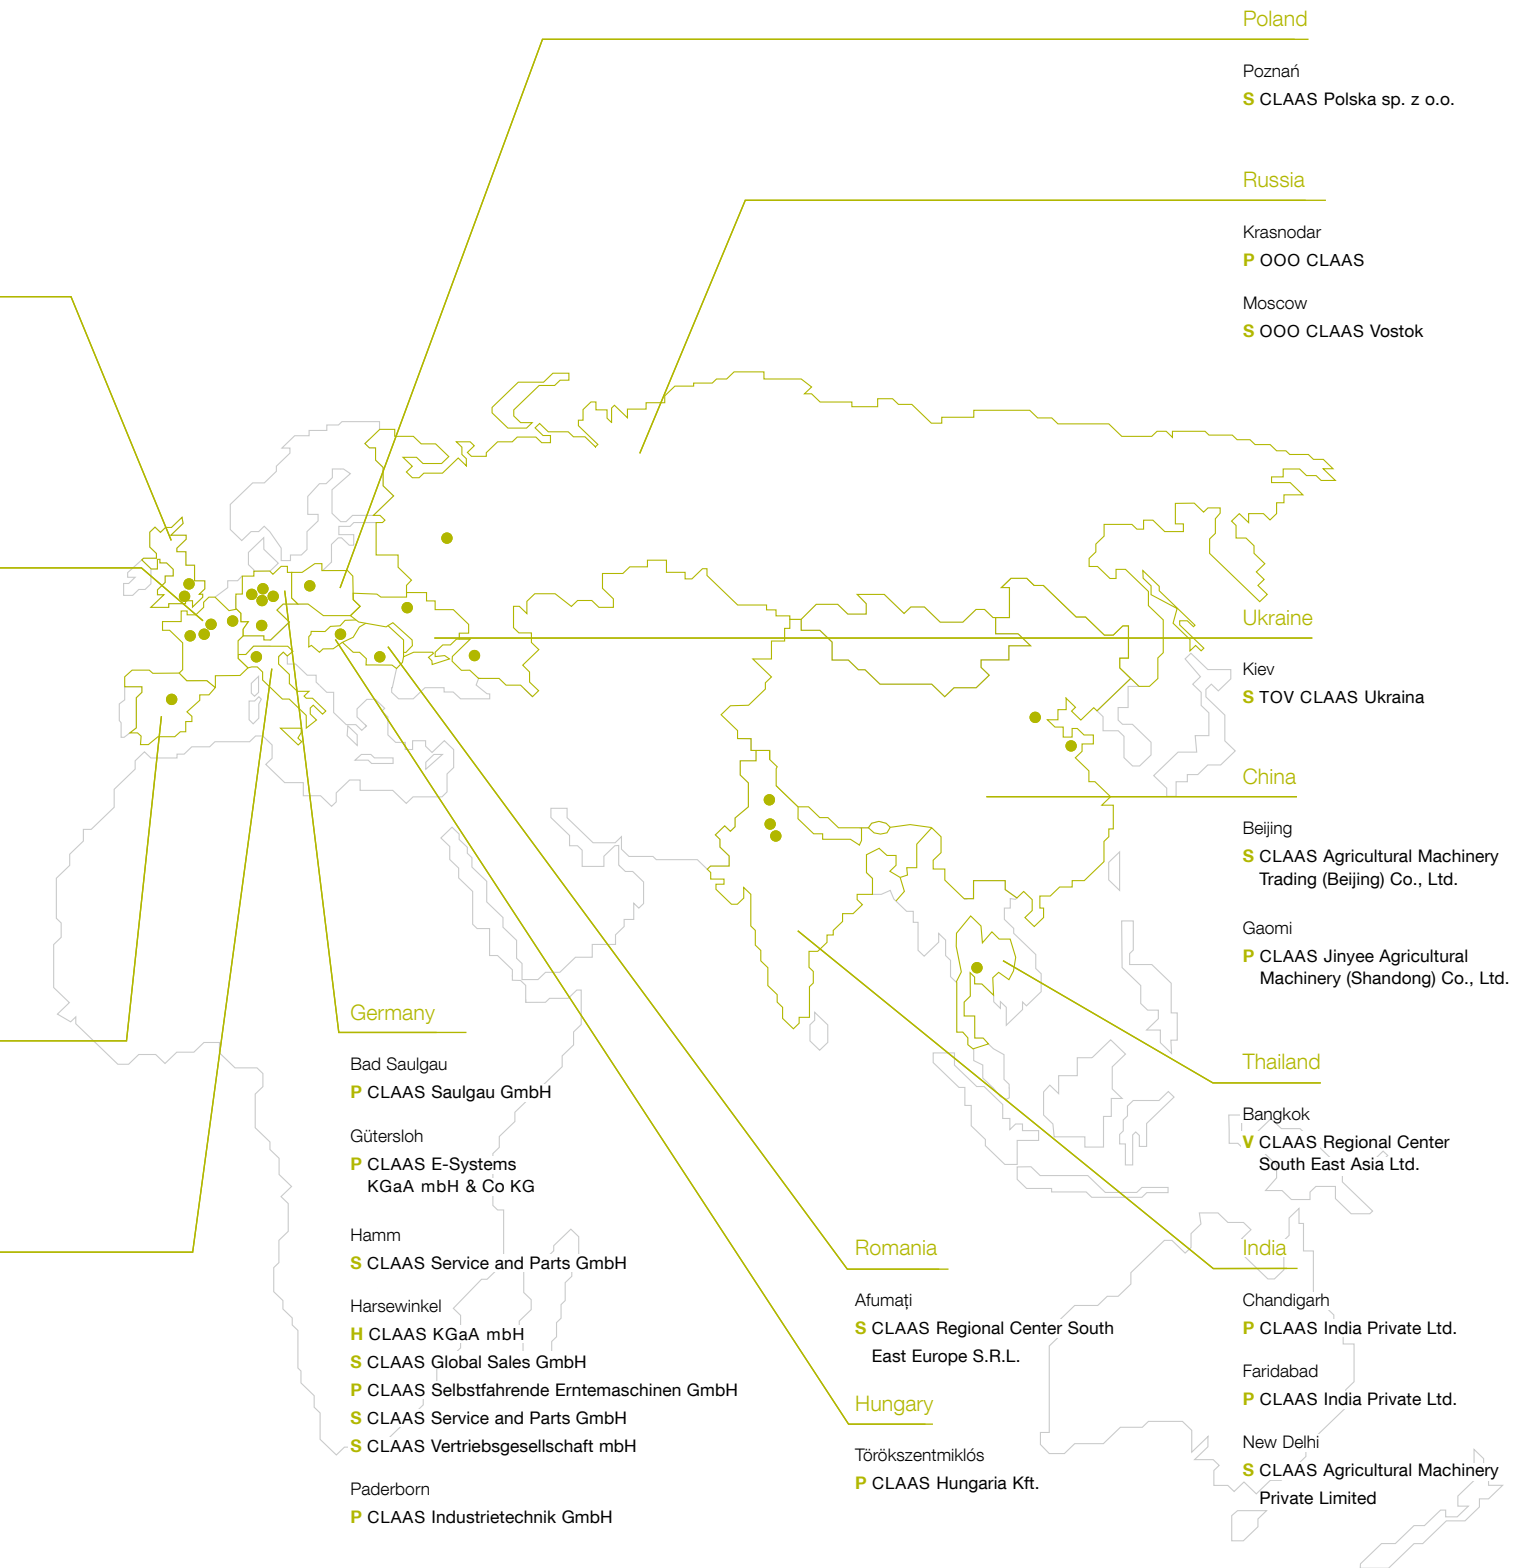 Poland
Poznań
S CLAAS Polska sp. z o.o.
Russia
Krasnodar
P OOO CLAAS
Moscow
S OOO CLAAS Vostok
Ukraine
Kiev
S TOV CLAAS Ukraina
China
Beijing
S CLAAS Agricultural Machinery
Trading (Beijing) Co., Ltd.
Gaomi
P CLAAS Jinyee Agricultural
Machinery (Shandong) Co., Ltd.
Thailand
Bangkok
V CLAAS Regional Center
South East Asia Ltd.
India
Chandigarh
P CLAAS India Private Ltd.
Faridabad
P CLAAS India Private Ltd.
New Delhi
S CLAAS Agricultural Machinery
Private Limited
Germany
Bad Saulgau
P CLAAS Saulgau GmbH
Gütersloh
P CLAAS E-Systems
KGaA mbH & Co KG
Hamm
S CLAAS Service and Parts GmbH
Harsewinkel
H CLAAS KGaA mbH
S CLAAS Global Sales GmbH
P CLAAS Selbstfahrende Erntemaschinen GmbH
S CLAAS Service and Parts GmbH
S CLAAS Vertriebsgesellschaft mbH
Paderborn
P CLAAS Industrietechnik GmbH
Romania
Afumați
S CLAAS Regional Center South
East Europe S.R.L.
Hungary
Törökszentmiklós
P CLAAS Hungaria Kft.